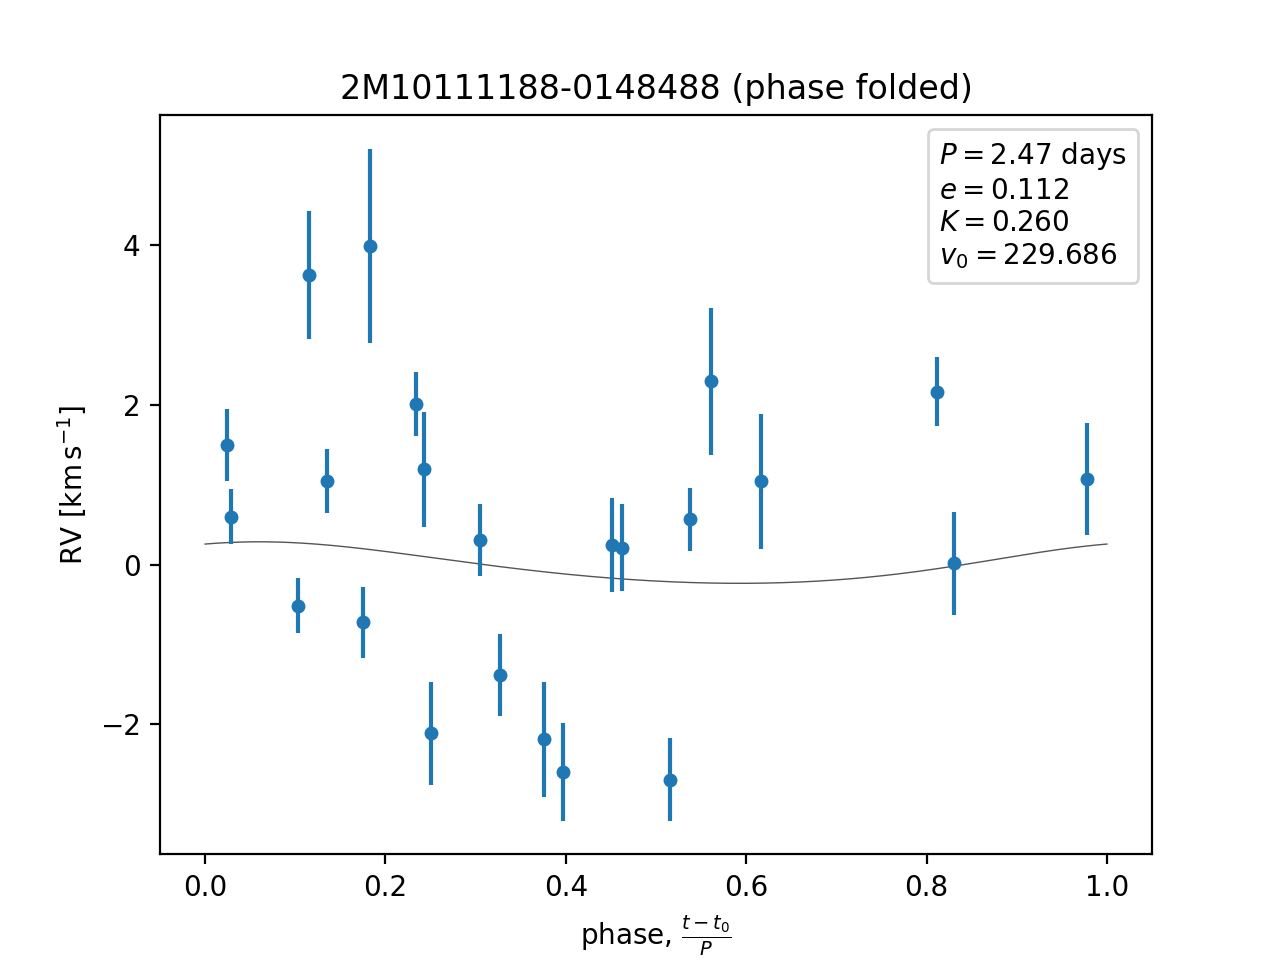 2M10111188-0148488 (phase folded)
P = 2.47 days
e = 0.112
K = 0.260
v₀ = 229.686
RV [km s⁻¹]
4
2
0
−2
0.0 0.2 0.4 0.6 0.8 1.0
phase, (t − t₀)/P